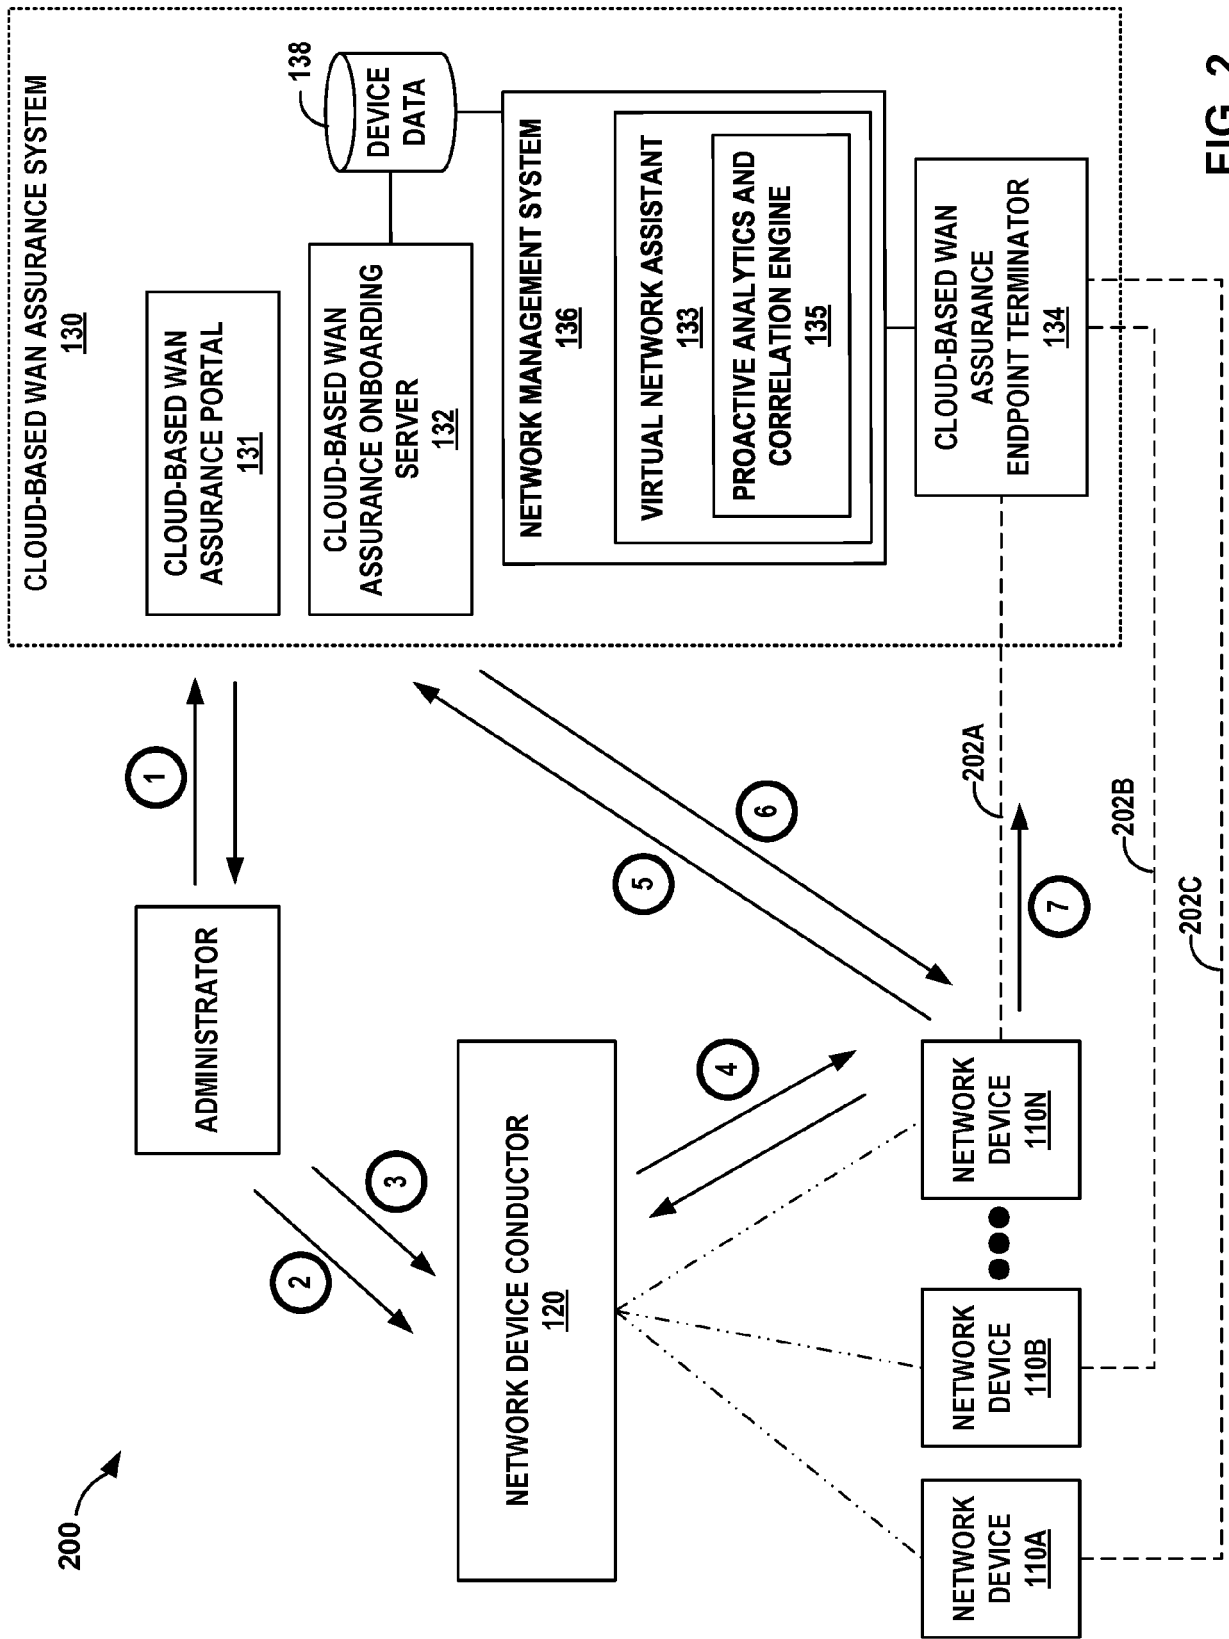 200
ADMINISTRATOR
1
2
3
NETWORK DEVICE CONDUCTOR
120
4
5
6
7
NETWORK
DEVICE
110A
NETWORK
DEVICE
110B
NETWORK
DEVICE
110N
202A
202B
202C
CLOUD-BASED WAN ASSURANCE SYSTEM
130
CLOUD-BASED WAN
ASSURANCE PORTAL
131
CLOUD-BASED WAN
ASSURANCE ONBOARDING
SERVER
132
138
DEVICE
DATA
NETWORK MANAGEMENT SYSTEM
136
VIRTUAL NETWORK ASSISTANT
133
PROACTIVE ANALYTICS AND
CORRELATION ENGINE
135
CLOUD-BASED WAN
ASSURANCE
ENDPOINT TERMINATOR
134
FIG. 2